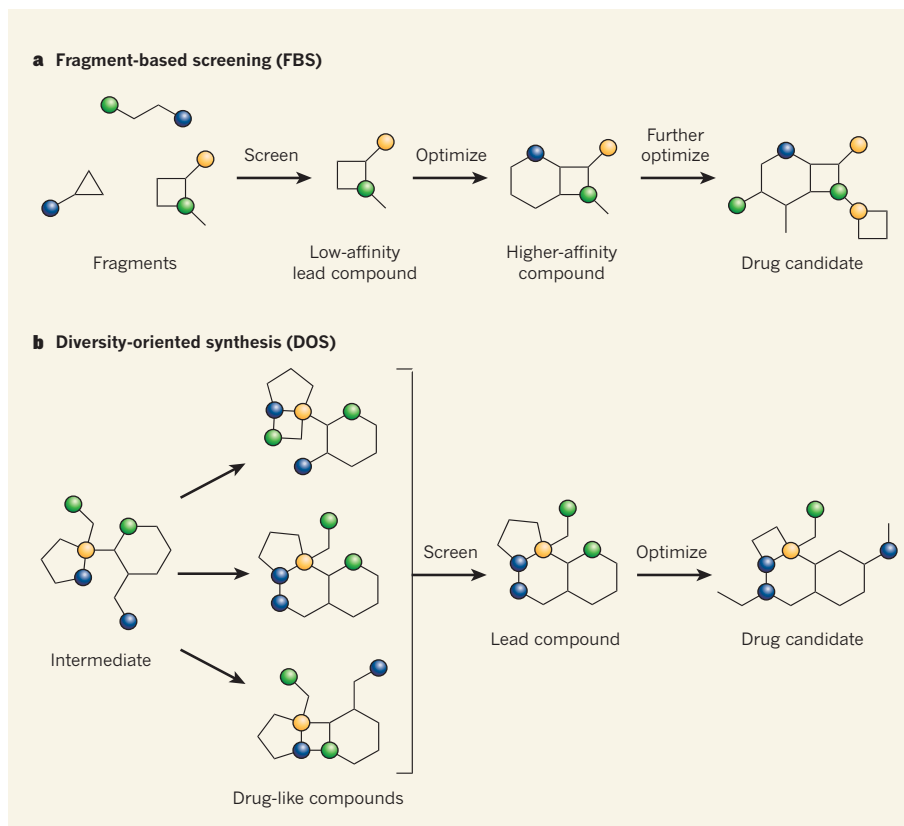 a Fragment-based screening (FBS)
Screen
Optimize
Further
optimize
Fragments
Low-affinity
lead compound
Higher-affinity
compound
Drug candidate
b Diversity-oriented synthesis (DOS)
Screen
Optimize
Intermediate
Lead compound
Drug candidate
Drug-like compounds